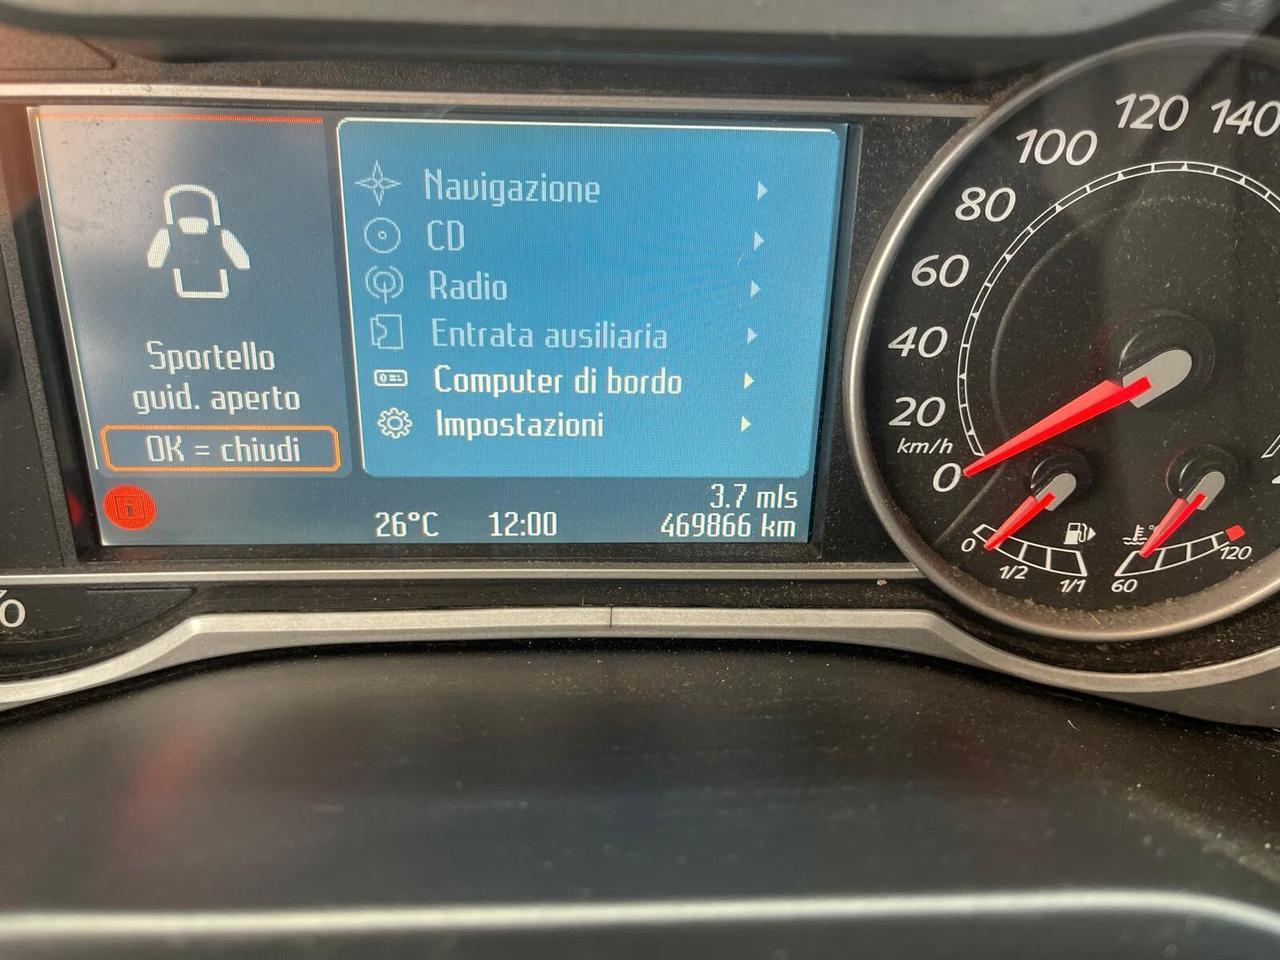 Sportello
guid. aperto
OK = chiudi
Navigazione
CD
Radio
Entrata ausiliaria
Computer di bordo
Impostazioni
3.7 mls
26°C 12:00 469866 km
0
20
40
60
80
100
120
140
km/h
0 1/2 1/1
60 120